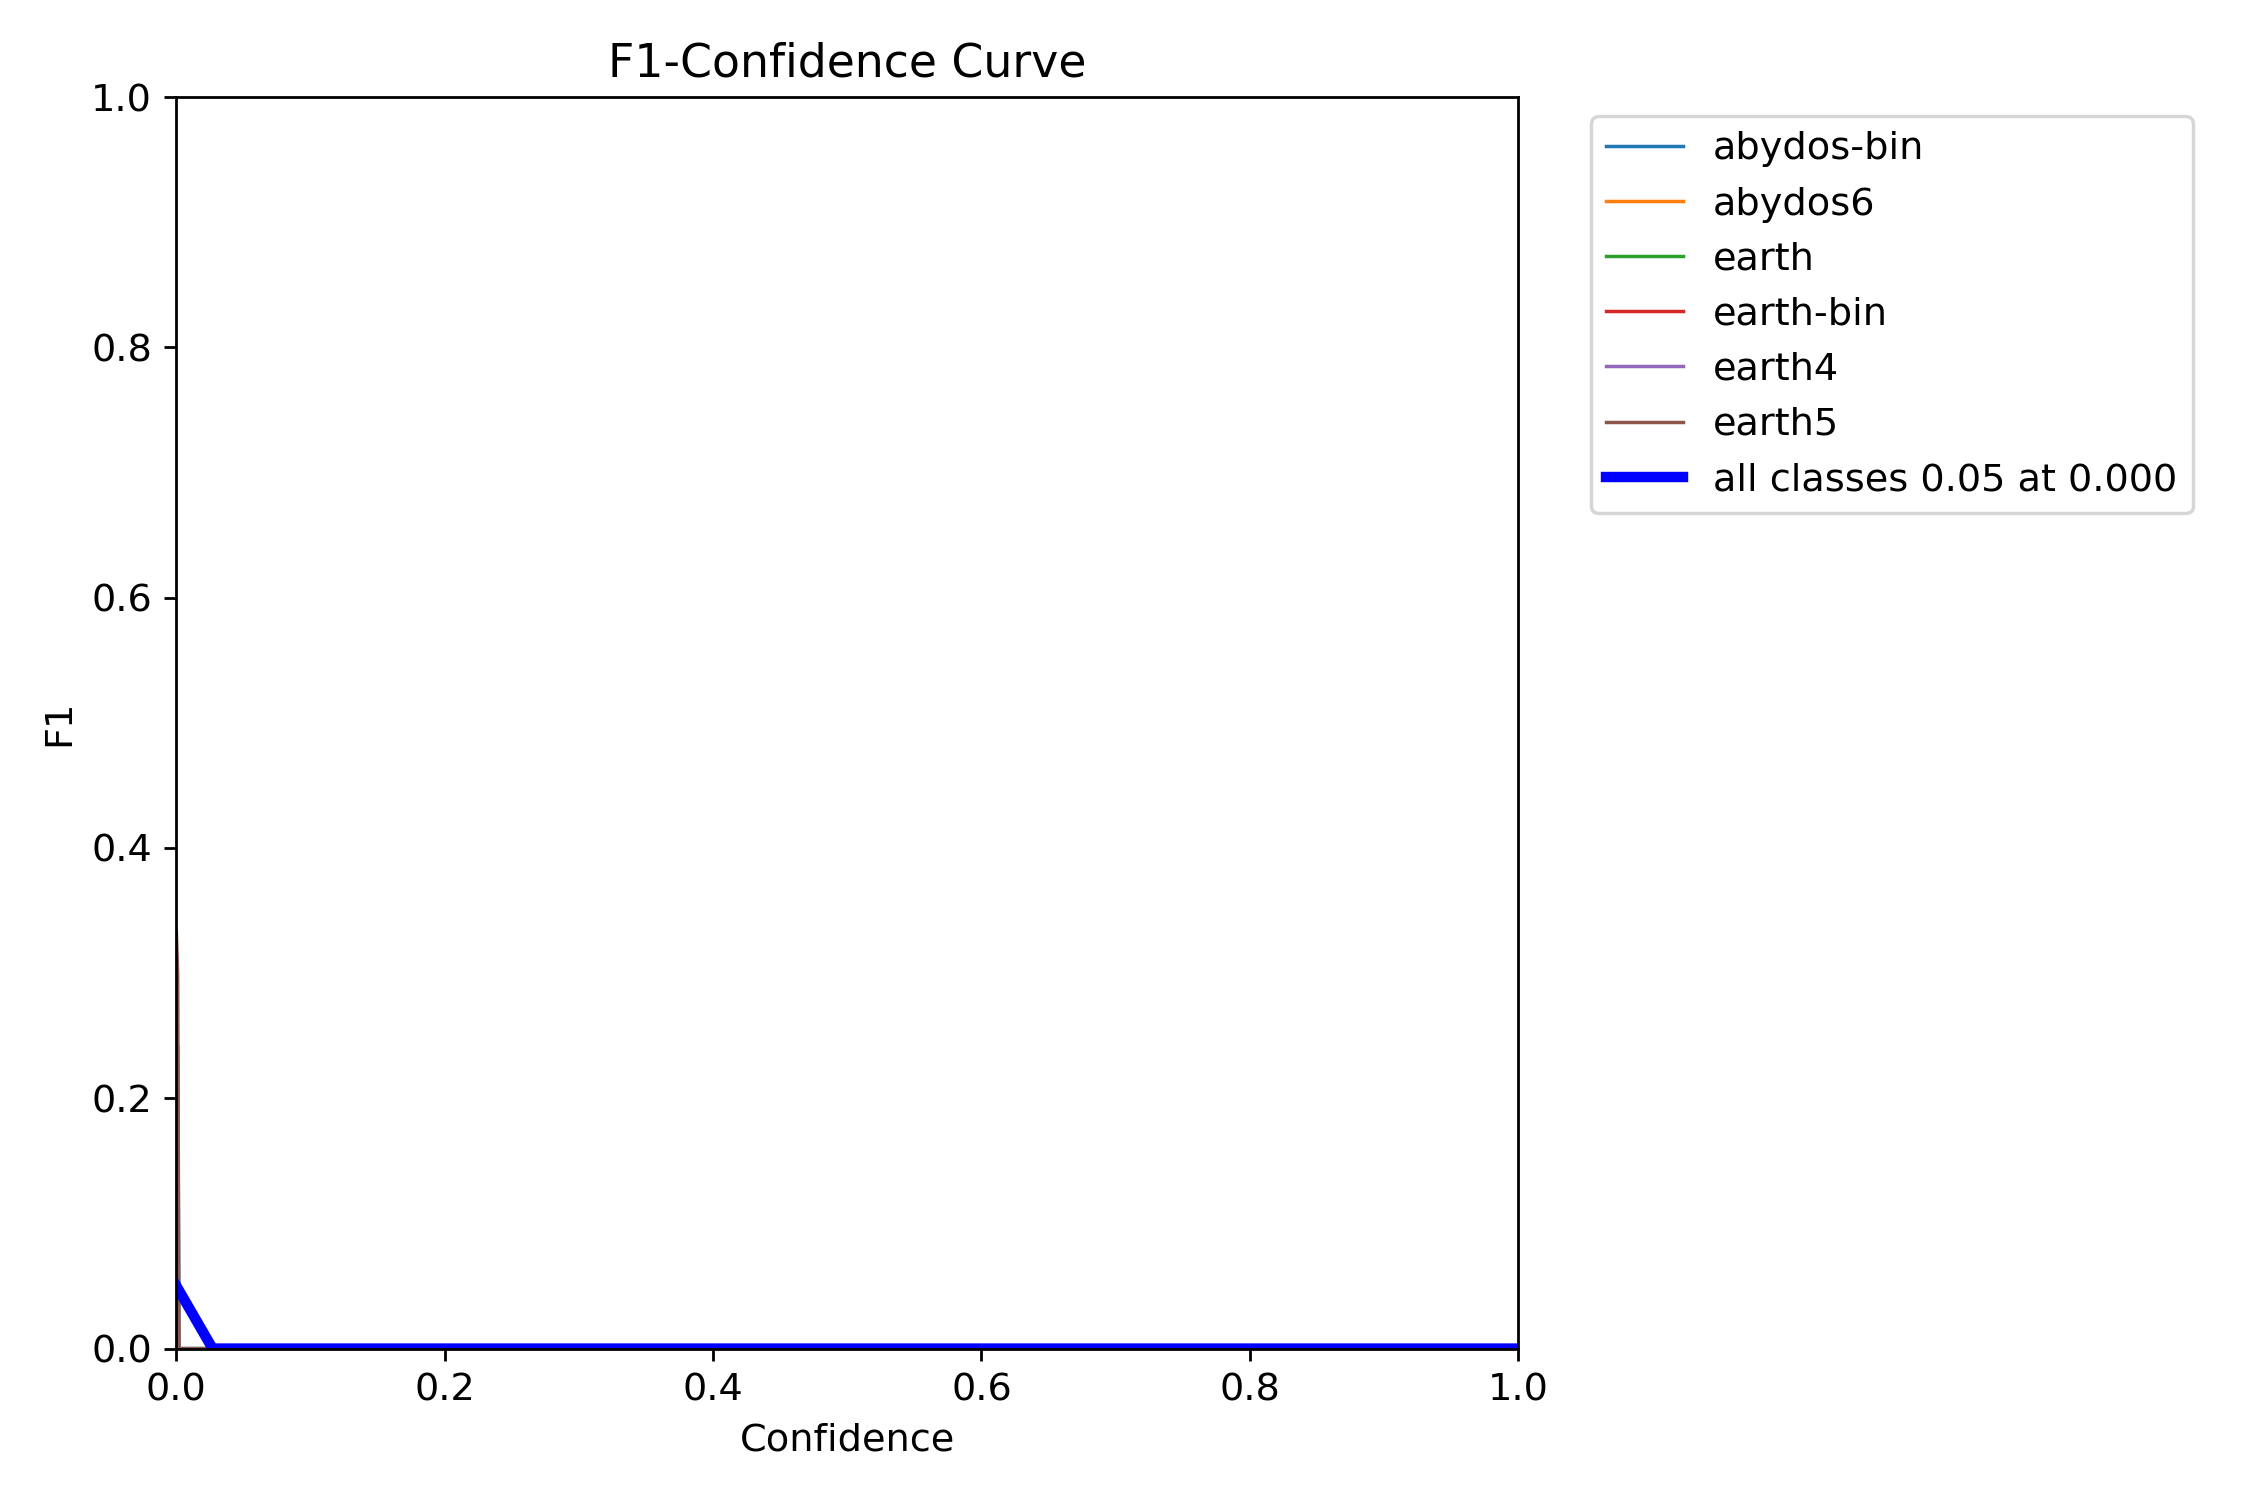 F1-Confidence Curve
1.0
0.8
0.6
0.4
0.2
0.0
F1
0.0 0.2 0.4 0.6 0.8 1.0
Confidence
abydos-bin
abydos6
earth
earth-bin
earth4
earth5
all classes 0.05 at 0.000